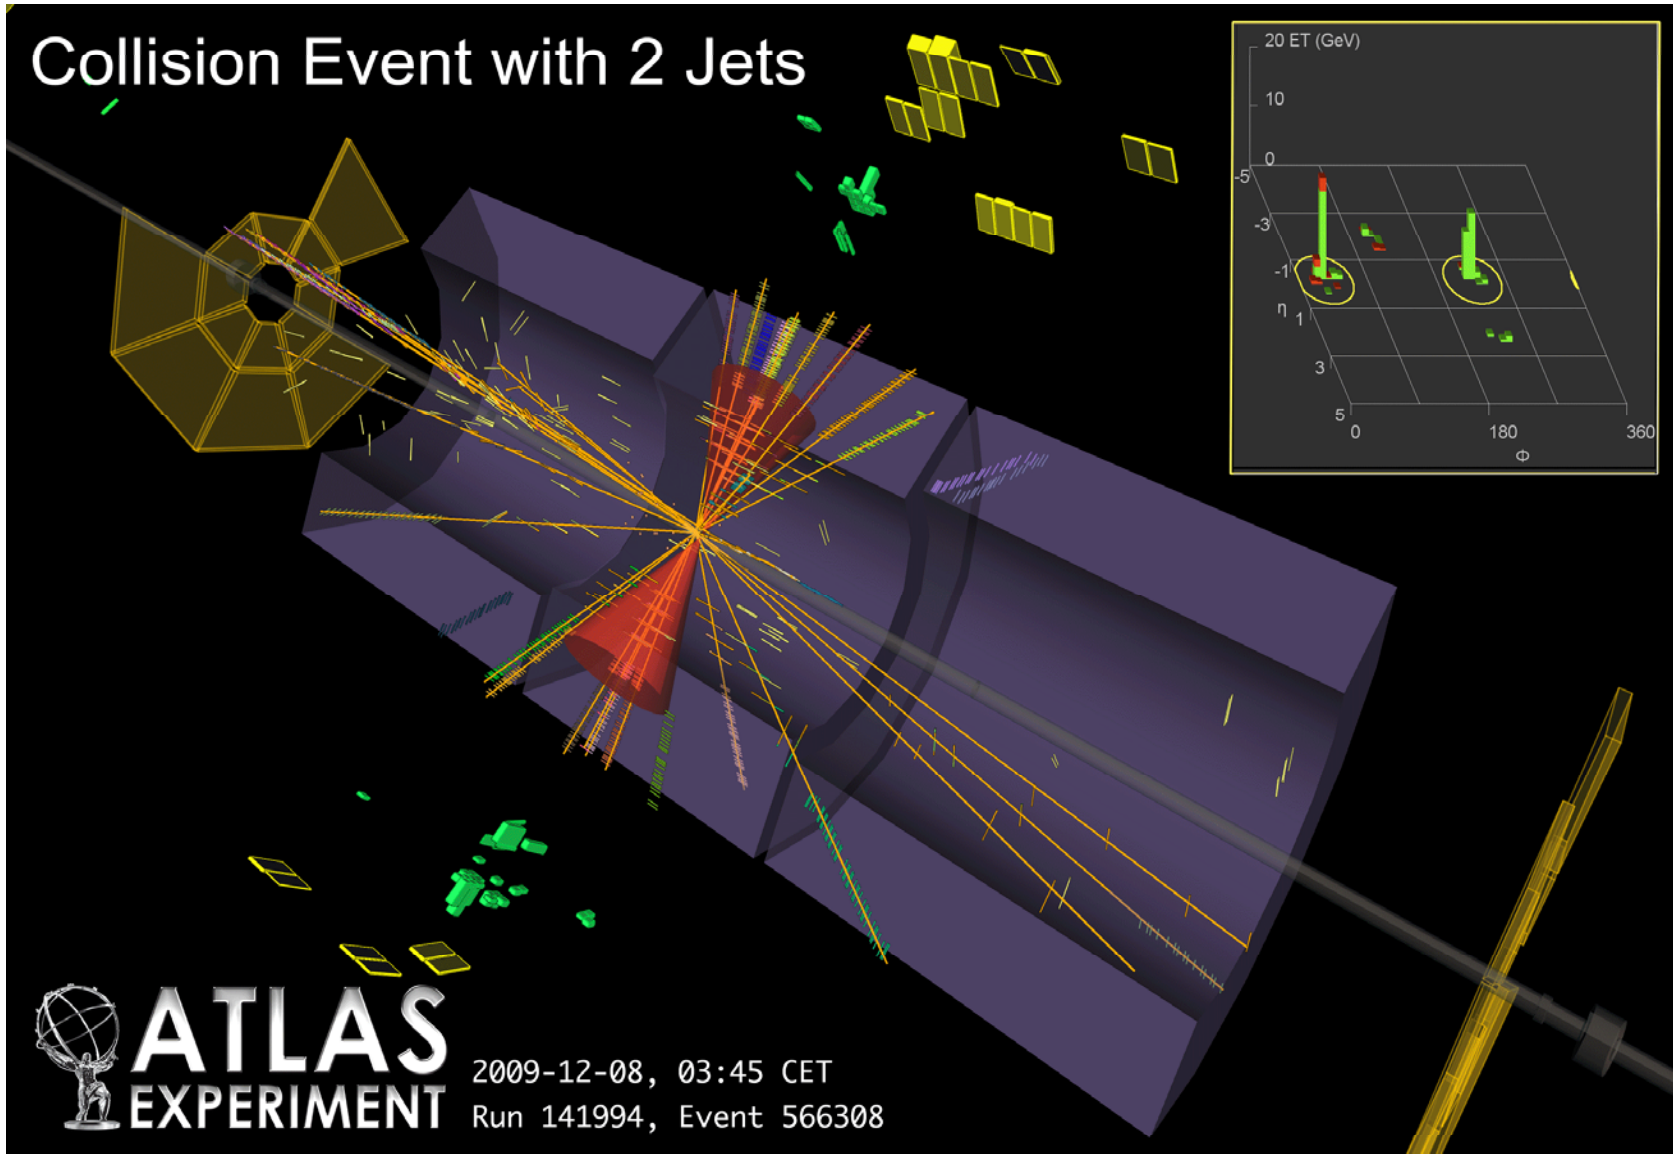 Collision Event with 2 Jets
20 ET (GeV)
10
0
-5
-3
-1
η
1
3
5
0
180
360
Φ
ATLAS
EXPERIMENT
2009-12-08, 03:45 CET
Run 141994, Event 566308